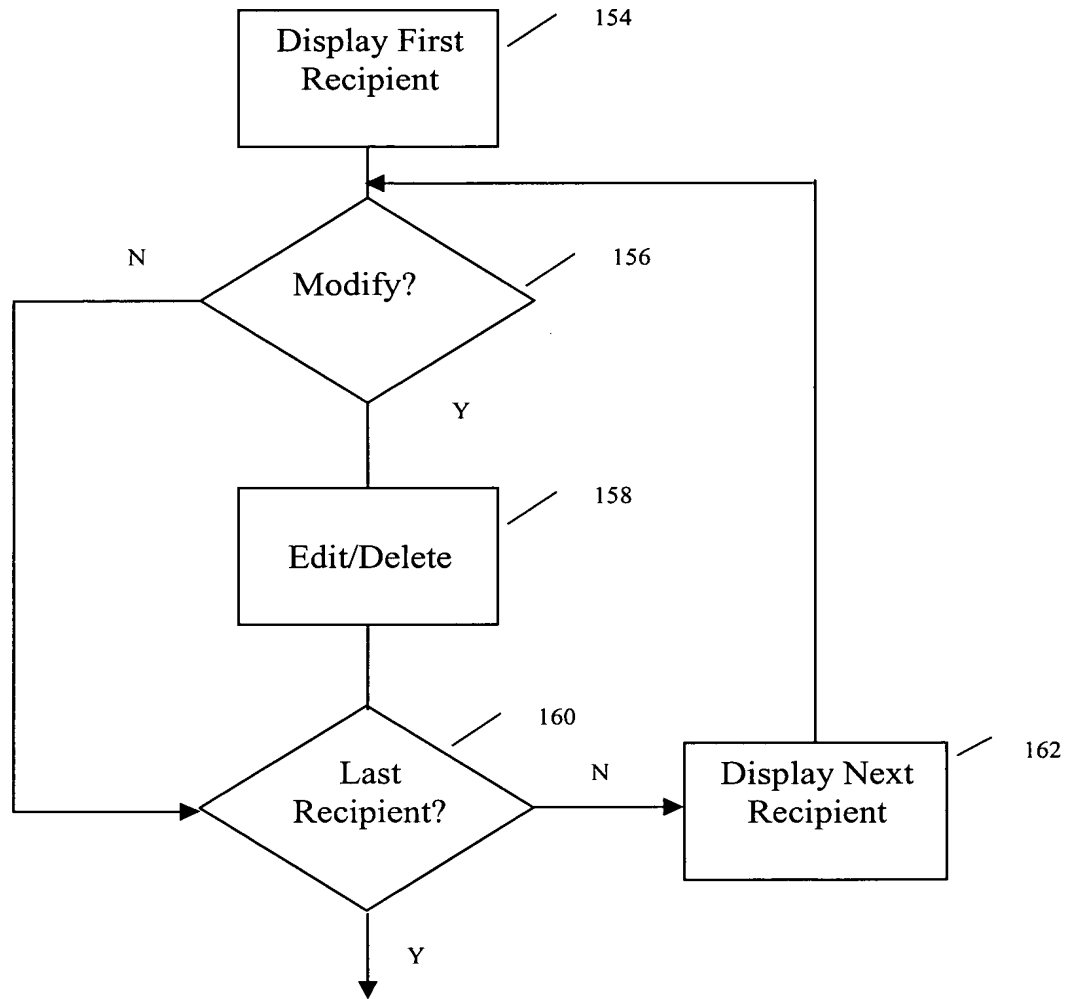 Display First
Recipient
154
N
Modify?
156
Y
Edit/Delete
158
Last
Recipient?
160
N
Display Next
Recipient
162
Y